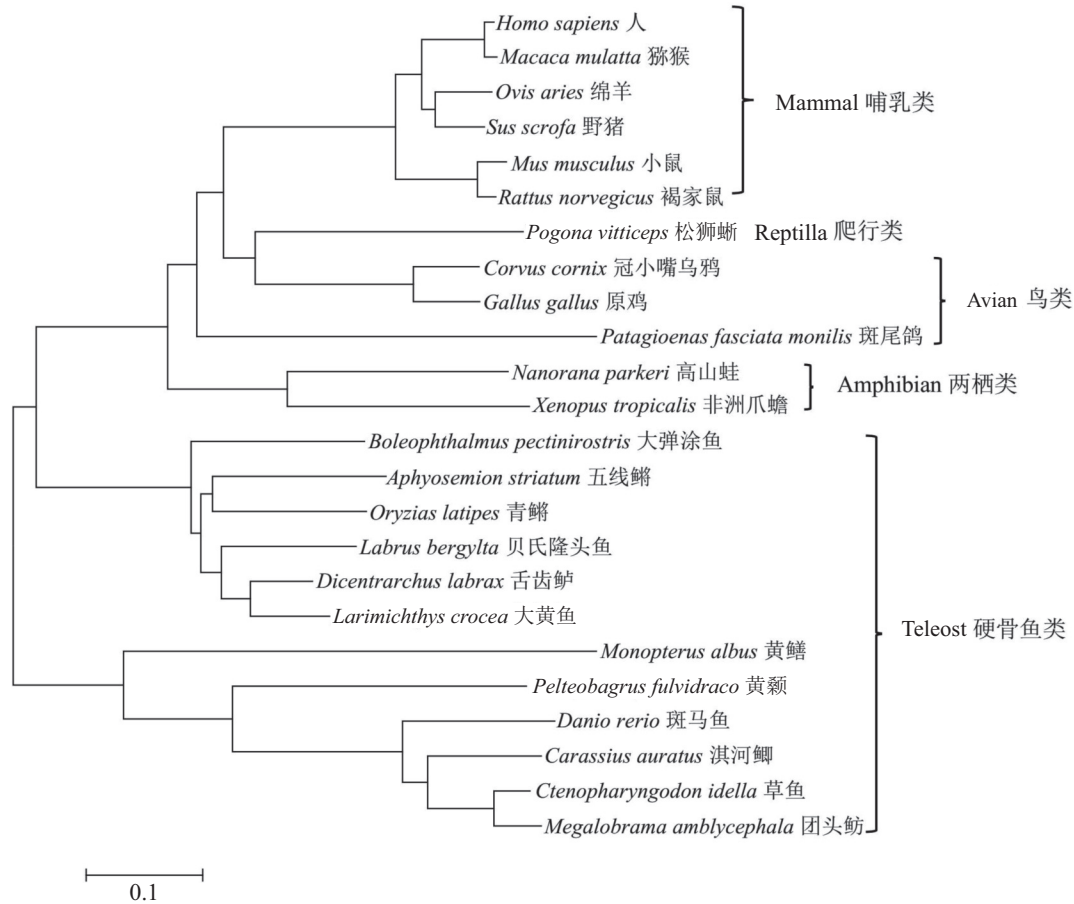 Homo sapiens 人
Macaca mulatta 猕猴
Ovis aries 绵羊
Mammal 哺乳类
Sus scrofa 野猪
Mus musculus 小鼠
Rattus norvegicus 褐家鼠
Pogona vitticeps 松狮蜥 Reptilla 爬行类
Corvus cornix 冠小嘴乌鸦
Gallus gallus 原鸡
Avian 鸟类
Patagioenas fasciata monilis 斑尾鸽
Nanorana parkeri 高山蛙
Amphibian 两栖类
Xenopus tropicalis 非洲爪蟾
Boleophthalmus pectinirostris 大弹涂鱼
Aphyosemion striatum 五线鳉
Oryzias latipes 青鳉
Labrus bergylta 贝氏隆头鱼
Dicentrarchus labrax 舌齿鲈
Larimichthys crocea 大黄鱼
Teleost 硬骨鱼类
Monopterus albus 黄鳝
Pelteobagrus fulvidraco 黄颡
Danio rerio 斑马鱼
Carassius auratus 淇河鲫
Ctenopharyngodon idella 草鱼
Megalobrama amblycephala 团头鲂
0.1